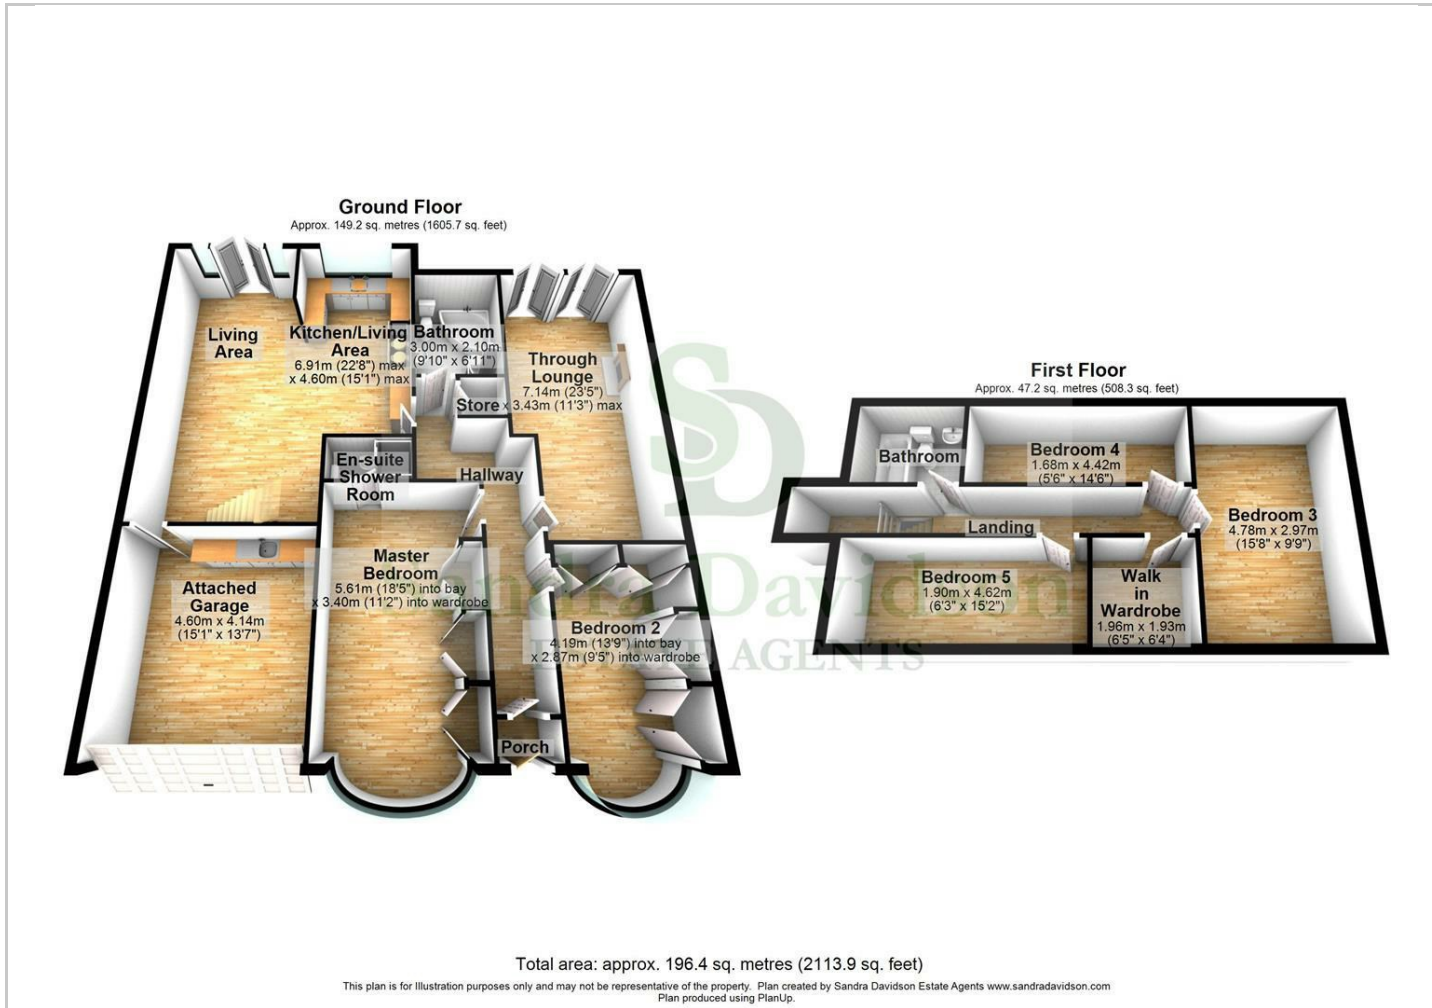 Ground Floor
Approx. 149.2 sq. metres (1605.7 sq. feet)
Living
Area
Kitchen/Living
Area
6.91m (22'8") max
x 4.60m (15'1") max
Bathroom
3.00m x 2.10m
(9'10" x 6'11")
Through
Lounge
7.14m (23'5")
x 3.43m (11'3") max
Store
En-suite
Shower
Room
Hallway
Master
Bedroom
5.61m (18'5") into bay
x 3.40m (11'2") into wardrobe
Attached
Garage
4.60m x 4.14m
(15'1" x 13'7")
Bedroom 2
4.19m (13'9") into bay
x 2.87m (9'5") into wardrobe
Porch
First Floor
Approx. 47.2 sq. metres (508.3 sq. feet)
Bathroom
Bedroom 4
1.68m x 4.42m
(5'6" x 14'6")
Bedroom 3
4.78m x 2.97m
(15'8" x 9'9")
Landing
Bedroom 5
1.90m x 4.62m
(6'3" x 15'2")
Walk
in
Wardrobe
1.96m x 1.93m
(6'5" x 6'4")
SD
Sandra Davidson
ESTATE AGENTS
Total area: approx. 196.4 sq. metres (2113.9 sq. feet)
This plan is for Illustration purposes only and may not be representative of the property. Plan created by Sandra Davidson Estate Agents www.sandradavidson.com
Plan produced using PlanUp.